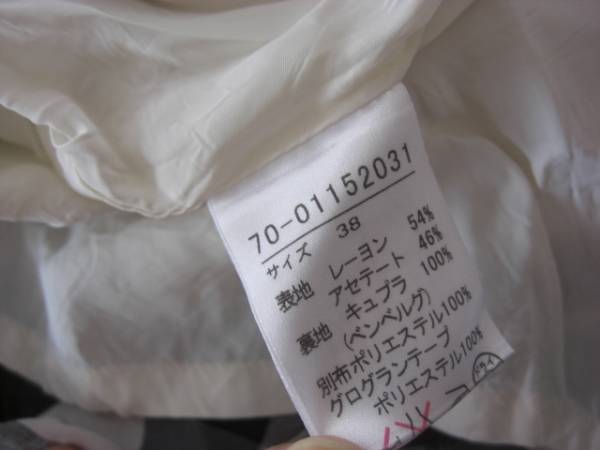 70-01152031
サイズ 38
表地 レーヨン 54%
アセテート 46%
裏地 キュプラ 100%
(ベンベルグ)
別布ポリエステル100%
グログランテープ
ポリエステル100%
ドライ